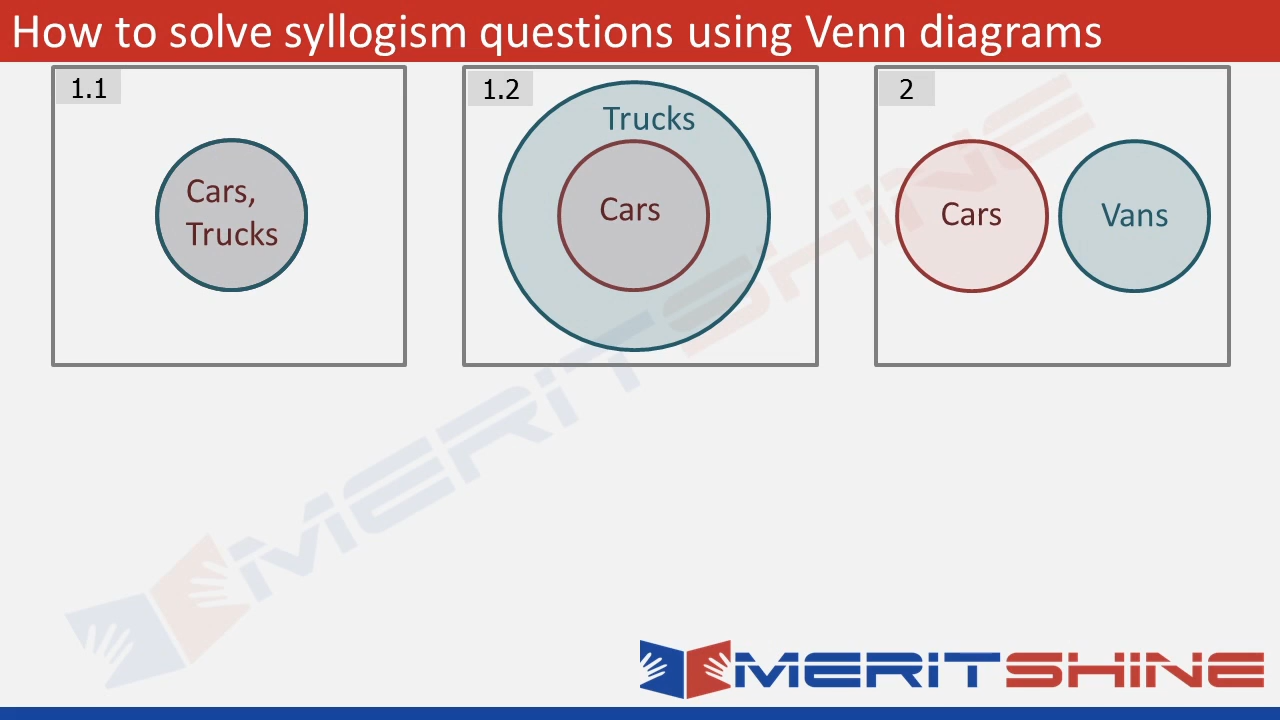 How to solve syllogism questions using Venn diagrams
1.1
Cars,
Trucks
1.2
Trucks
Cars
2
Cars
Vans
MERITSHINE
MERITSHINE